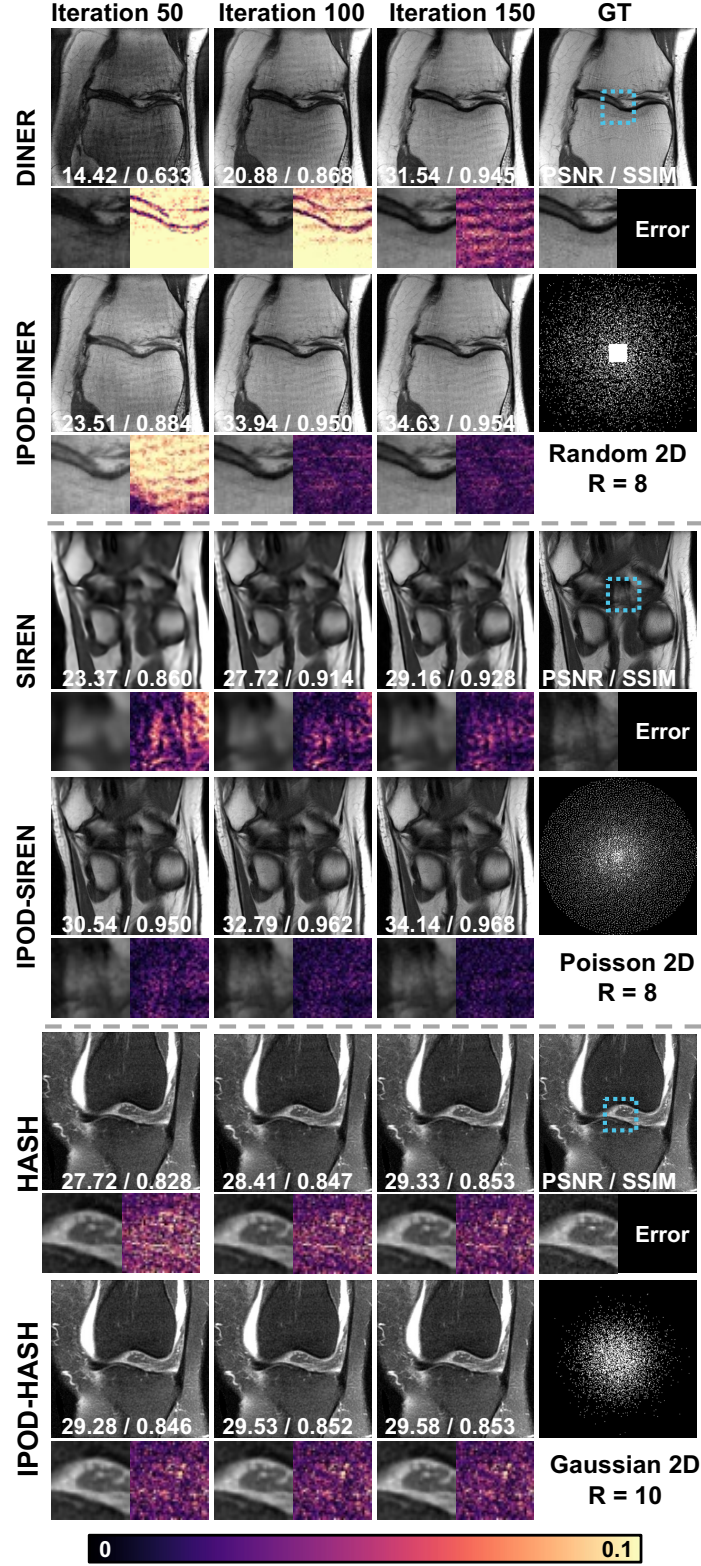 Iteration 50 Iteration 100 Iteration 150 GT
DINER
14.42 / 0.633 20.88 / 0.868 31.54 / 0.945 PSNR / SSIM
Error
IPOD-DINER
23.51 / 0.884 33.94 / 0.950 34.63 / 0.954
Random 2D
R = 8
SIREN
23.37 / 0.860 27.72 / 0.914 29.16 / 0.928 PSNR / SSIM
Error
IPOD-SIREN
30.54 / 0.950 32.79 / 0.962 34.14 / 0.968
Poisson 2D
R = 8
HASH
27.72 / 0.828 28.41 / 0.847 29.33 / 0.853 PSNR / SSIM
Error
IPOD-HASH
29.28 / 0.846 29.53 / 0.852 29.58 / 0.853
Gaussian 2D
R = 10
0 0.1